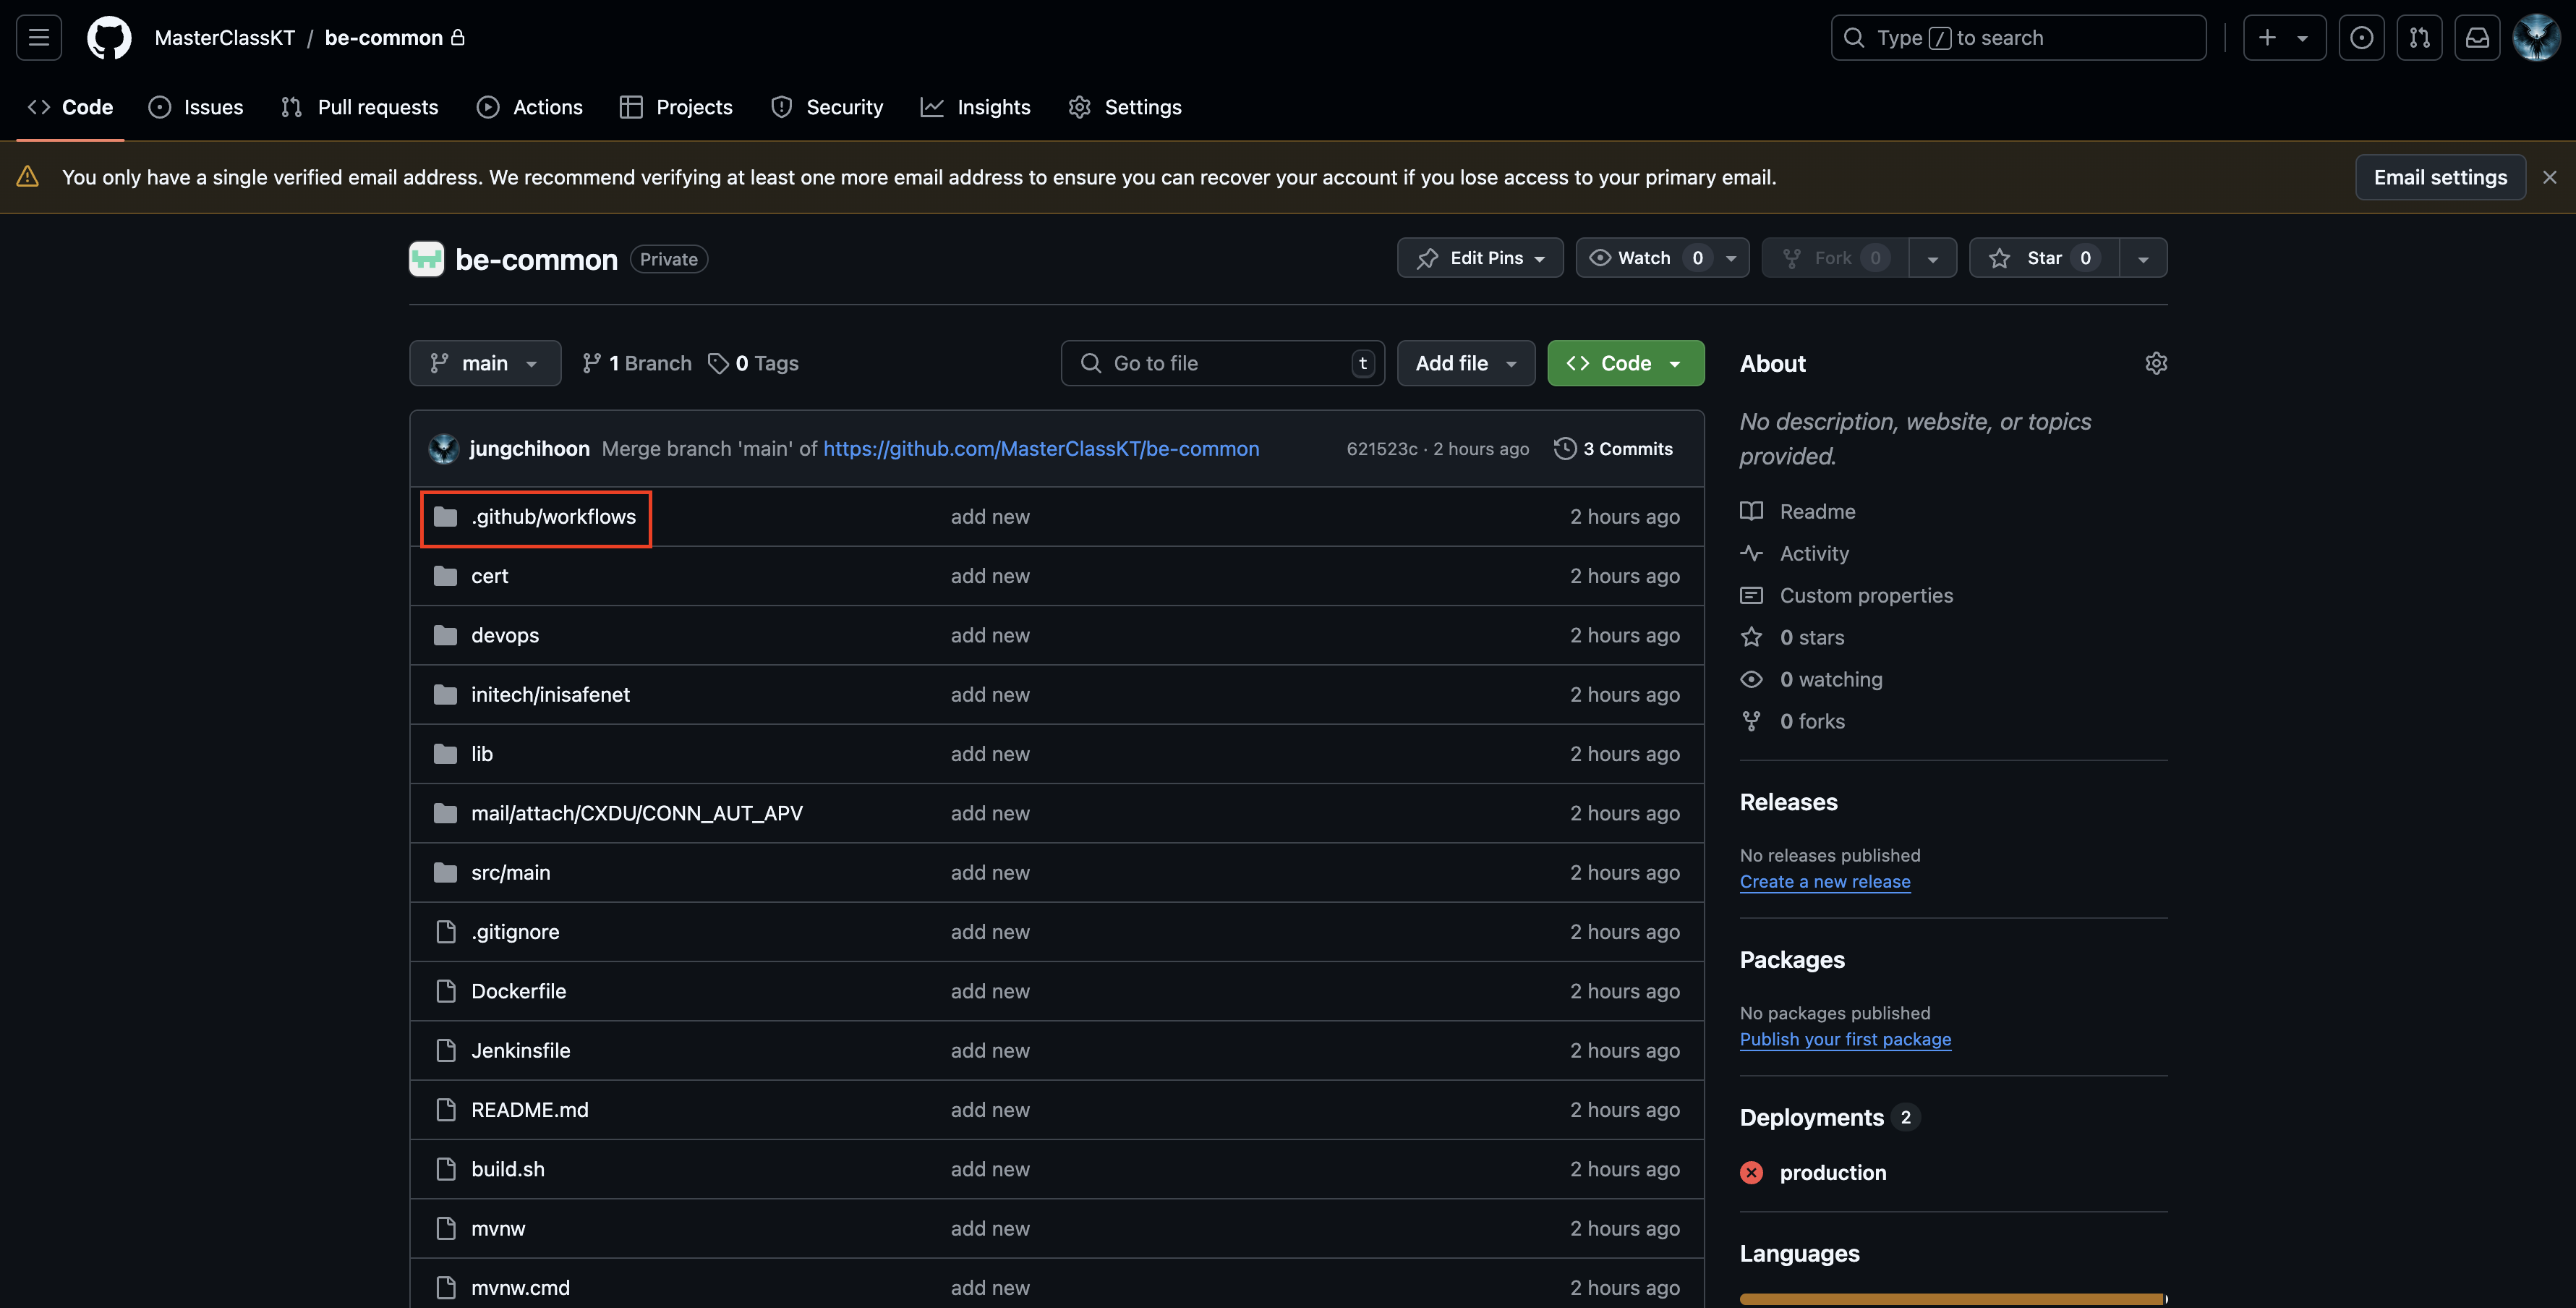 MasterClassKT / be-common
Type / to search
Code Issues Pull requests Actions Projects Security Insights Settings
You only have a single verified email address. We recommend verifying at least one more email address to ensure you can recover your account if you lose access to your primary email.
Email settings
be-common Private
Edit Pins Watch 0 Fork 0 Star 0
main 1 Branch 0 Tags
Go to file t
Add file
Code
jungchihoon Merge branch 'main' of https://github.com/MasterClassKT/be-common 621523c · 2 hours ago 3 Commits
.github/workflows add new 2 hours ago
cert add new 2 hours ago
devops add new 2 hours ago
initech/inisafenet add new 2 hours ago
lib add new 2 hours ago
mail/attach/CXDU/CONN_AUT_APV add new 2 hours ago
src/main add new 2 hours ago
.gitignore add new 2 hours ago
Dockerfile add new 2 hours ago
Jenkinsfile add new 2 hours ago
README.md add new 2 hours ago
build.sh add new 2 hours ago
mvnw add new 2 hours ago
mvnw.cmd add new 2 hours ago
About
No description, website, or topics
provided.
Readme
Activity
Custom properties
0 stars
0 watching
0 forks
Releases
No releases published
Create a new release
Packages
No packages published
Publish your first package
Deployments 2
production
Languages